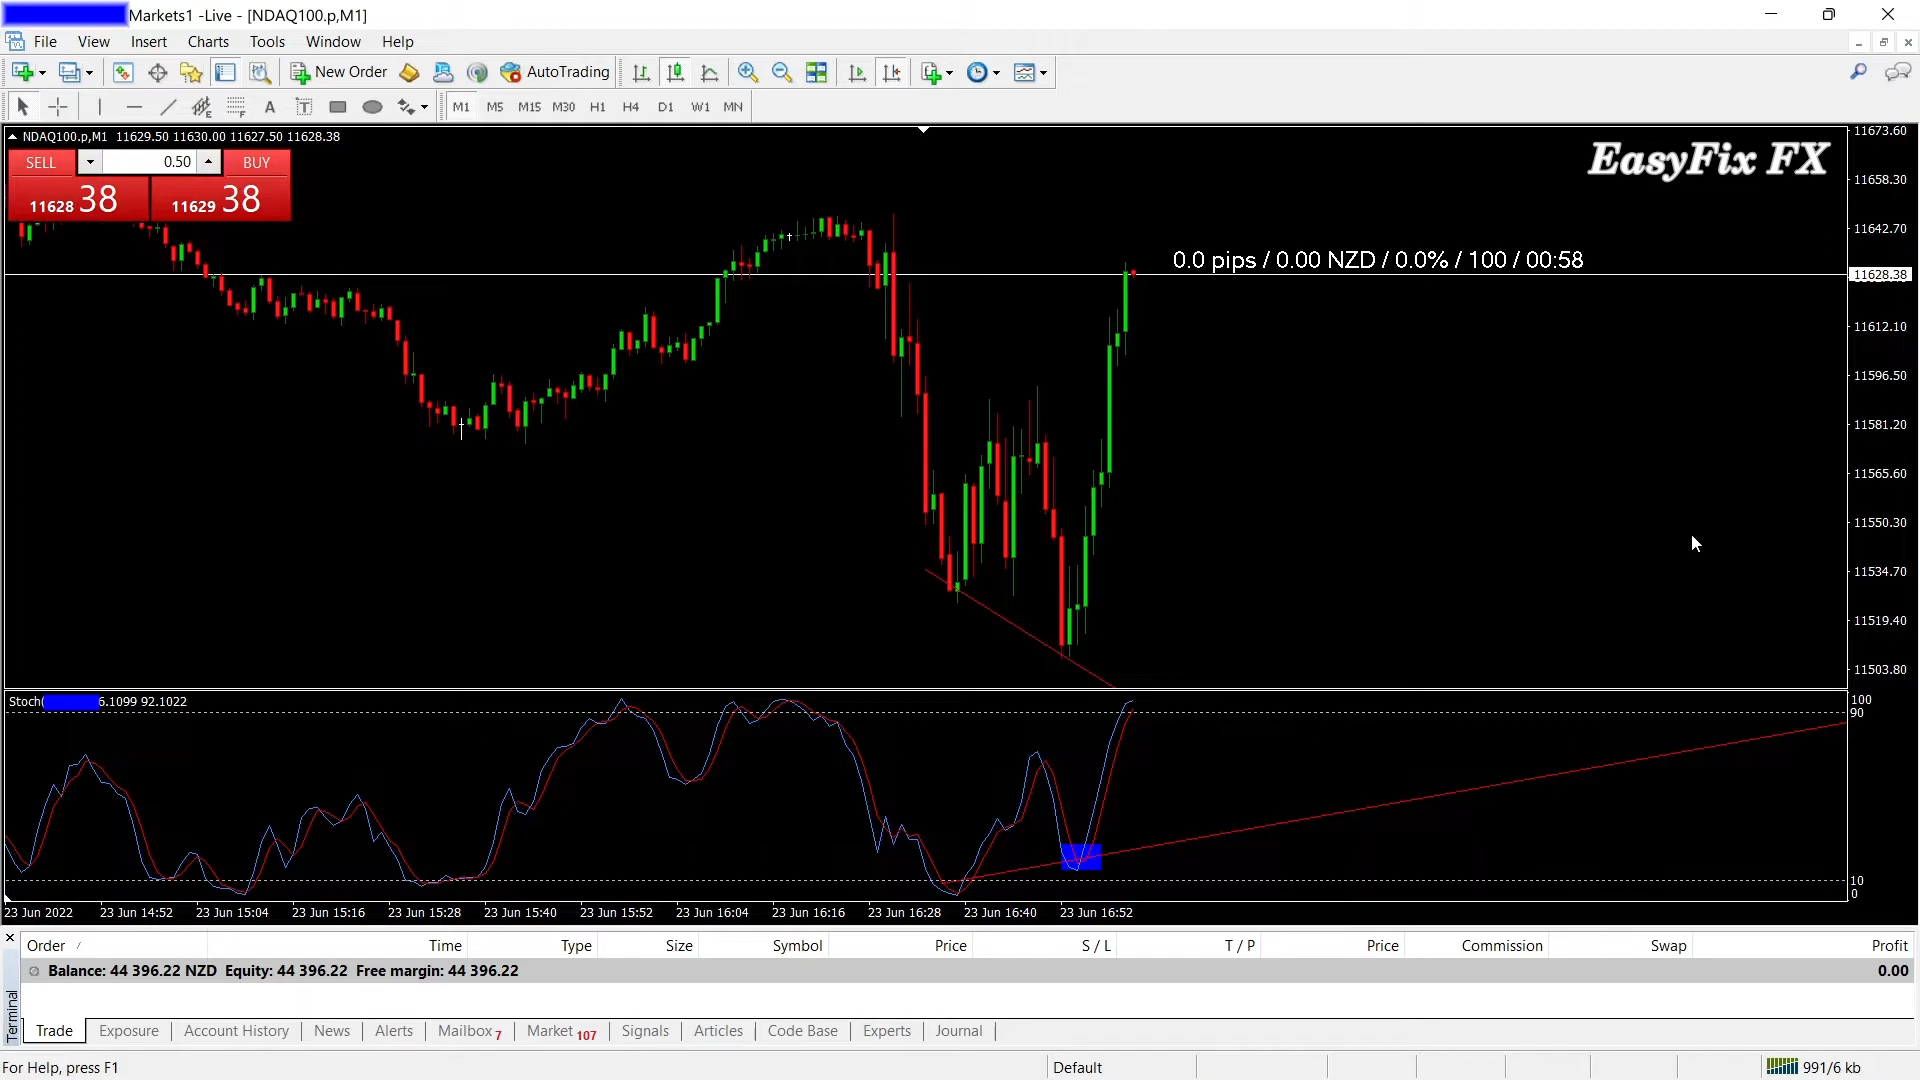 Markets1 -Live - [NDAQ100.p,M1]
File View Insert Charts Tools Window Help
New Order AutoTrading
A T M1 M5 M15 M30 H1 H4 D1 W1 MN
NDAQ100.p,M1 11629.50 11630.00 11627.50 11628.38
SELL 0.50 BUY
11628 38 11629 38
EasyFix FX
0.0 pips / 0.00 NZD / 0.0% / 100 / 00:58
11673.60
11658.30
11642.70
11628.38
11612.10
11596.50
11581.20
11565.60
11550.30
11534.70
11519.40
11503.80
Stoch( 6.1099 92.1022
100
90
10
0
23 Jun 2022 23 Jun 14:52 23 Jun 15:04 23 Jun 15:16 23 Jun 15:28 23 Jun 15:40 23 Jun 15:52 23 Jun 16:04 23 Jun 16:16 23 Jun 16:28 23 Jun 16:40 23 Jun 16:52
Order / Time Type Size Symbol Price S / L T / P Price Commission Swap Profit
Balance: 44 396.22 NZD Equity: 44 396.22 Free margin: 44 396.22 0.00
Terminal
Trade Exposure Account History News Alerts Mailbox 7 Market 107 Signals Articles Code Base Experts Journal
For Help, press F1 Default 991/6 kb